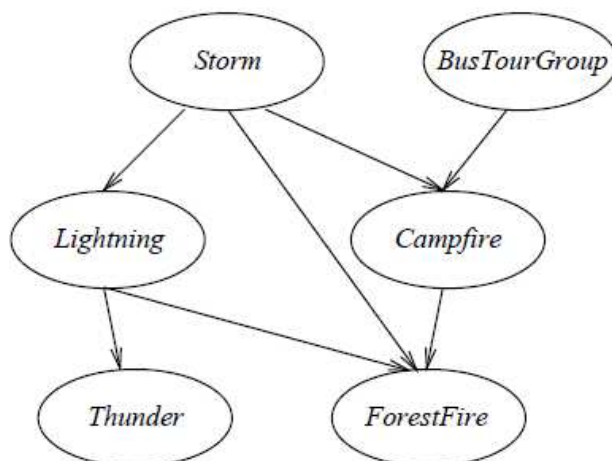 Storm
BusTourGroup
Lightning
Campfire
Thunder
ForestFire